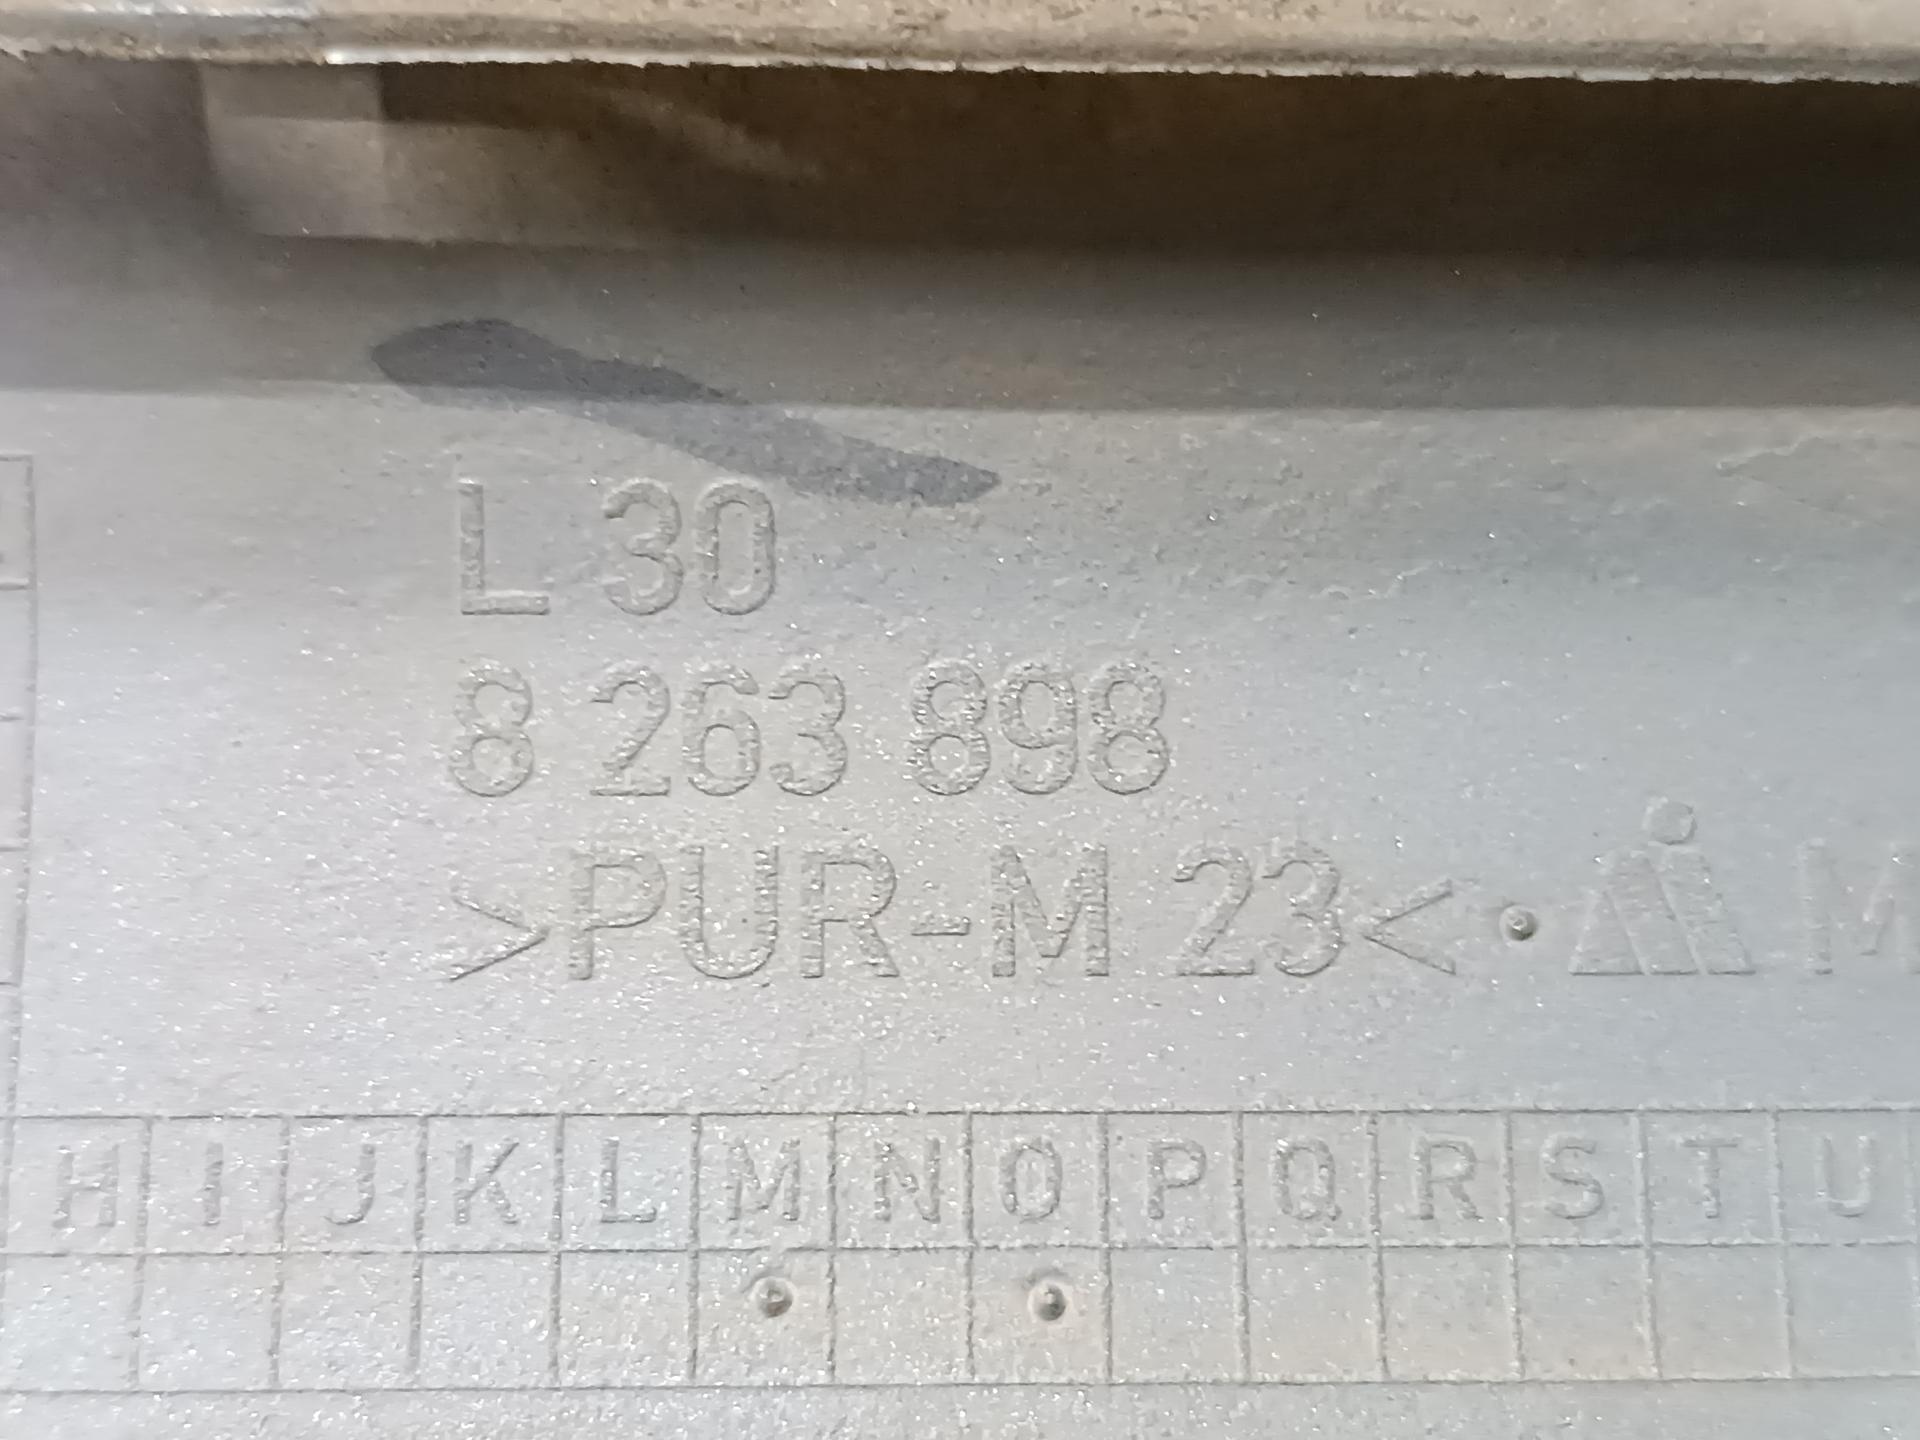 L 30
8 263 898
>PUR-M 23< M
H I J K L M N O P Q R S T U